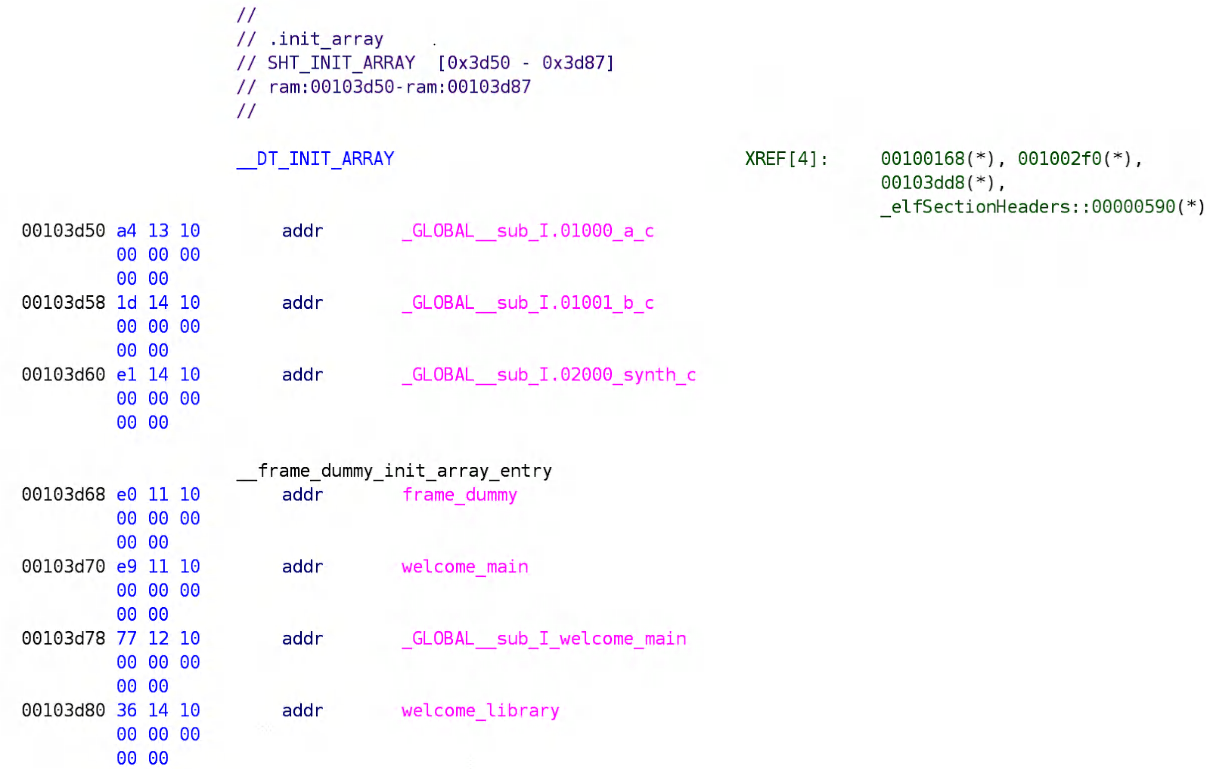 //
// .init_array
// SHT_INIT_ARRAY [0x3d50 - 0x3d87]
// ram:00103d50-ram:00103d87
//
__DT_INIT_ARRAY XREF[4]: 00100168(*), 001002f0(*),
00103dd8(*),
_elfSectionHeaders::00000590(*)
00103d50 a4 13 10 addr _GLOBAL__sub_I.01000_a_c
00 00 00
00 00
00103d58 1d 14 10 addr _GLOBAL__sub_I.01001_b_c
00 00 00
00 00
00103d60 e1 14 10 addr _GLOBAL__sub_I.02000_synth_c
00 00 00
00 00
__frame_dummy_init_array_entry
00103d68 e0 11 10 addr frame_dummy
00 00 00
00 00
00103d70 e9 11 10 addr welcome_main
00 00 00
00 00
00103d78 77 12 10 addr _GLOBAL__sub_I_welcome_main
00 00 00
00 00
00103d80 36 14 10 addr welcome_library
00 00 00
00 00